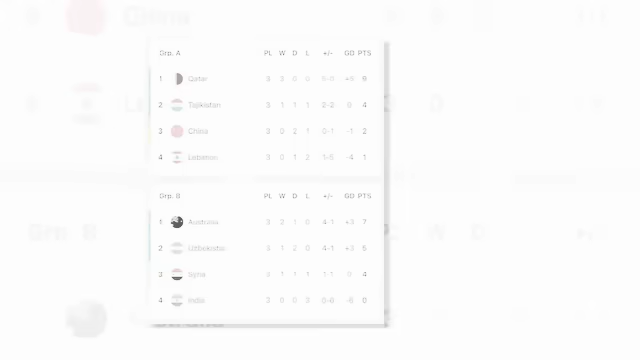 Grp. A PL W D L +/- GD PTS
1 Qatar 3 3 0 0 5-0 +5 9
2 Tajikistan 3 1 1 1 2-2 0 4
3 China 3 0 2 1 0-1 -1 2
4 Lebanon 3 0 1 2 1-5 -4 1
Grp. B PL W D L +/- GD PTS
1 Australia 3 2 1 0 4-1 +3 7
2 Uzbekistan 3 1 2 0 4-1 +3 5
3 Syria 3 1 1 1 1-1 0 4
4 India 3 0 0 3 0-6 -6 0